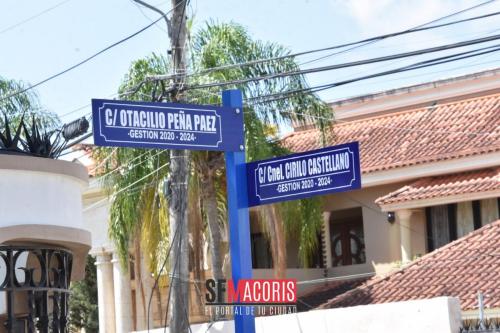 C/ OTACILIO PEÑA PAEZ
-GESTION 2020 - 2024-
C/ Cnel. CIRILO CASTELLANO
-GESTION 2020 - 2024-
SFMACORIS
EL PORTAL DE TU CIUDAD